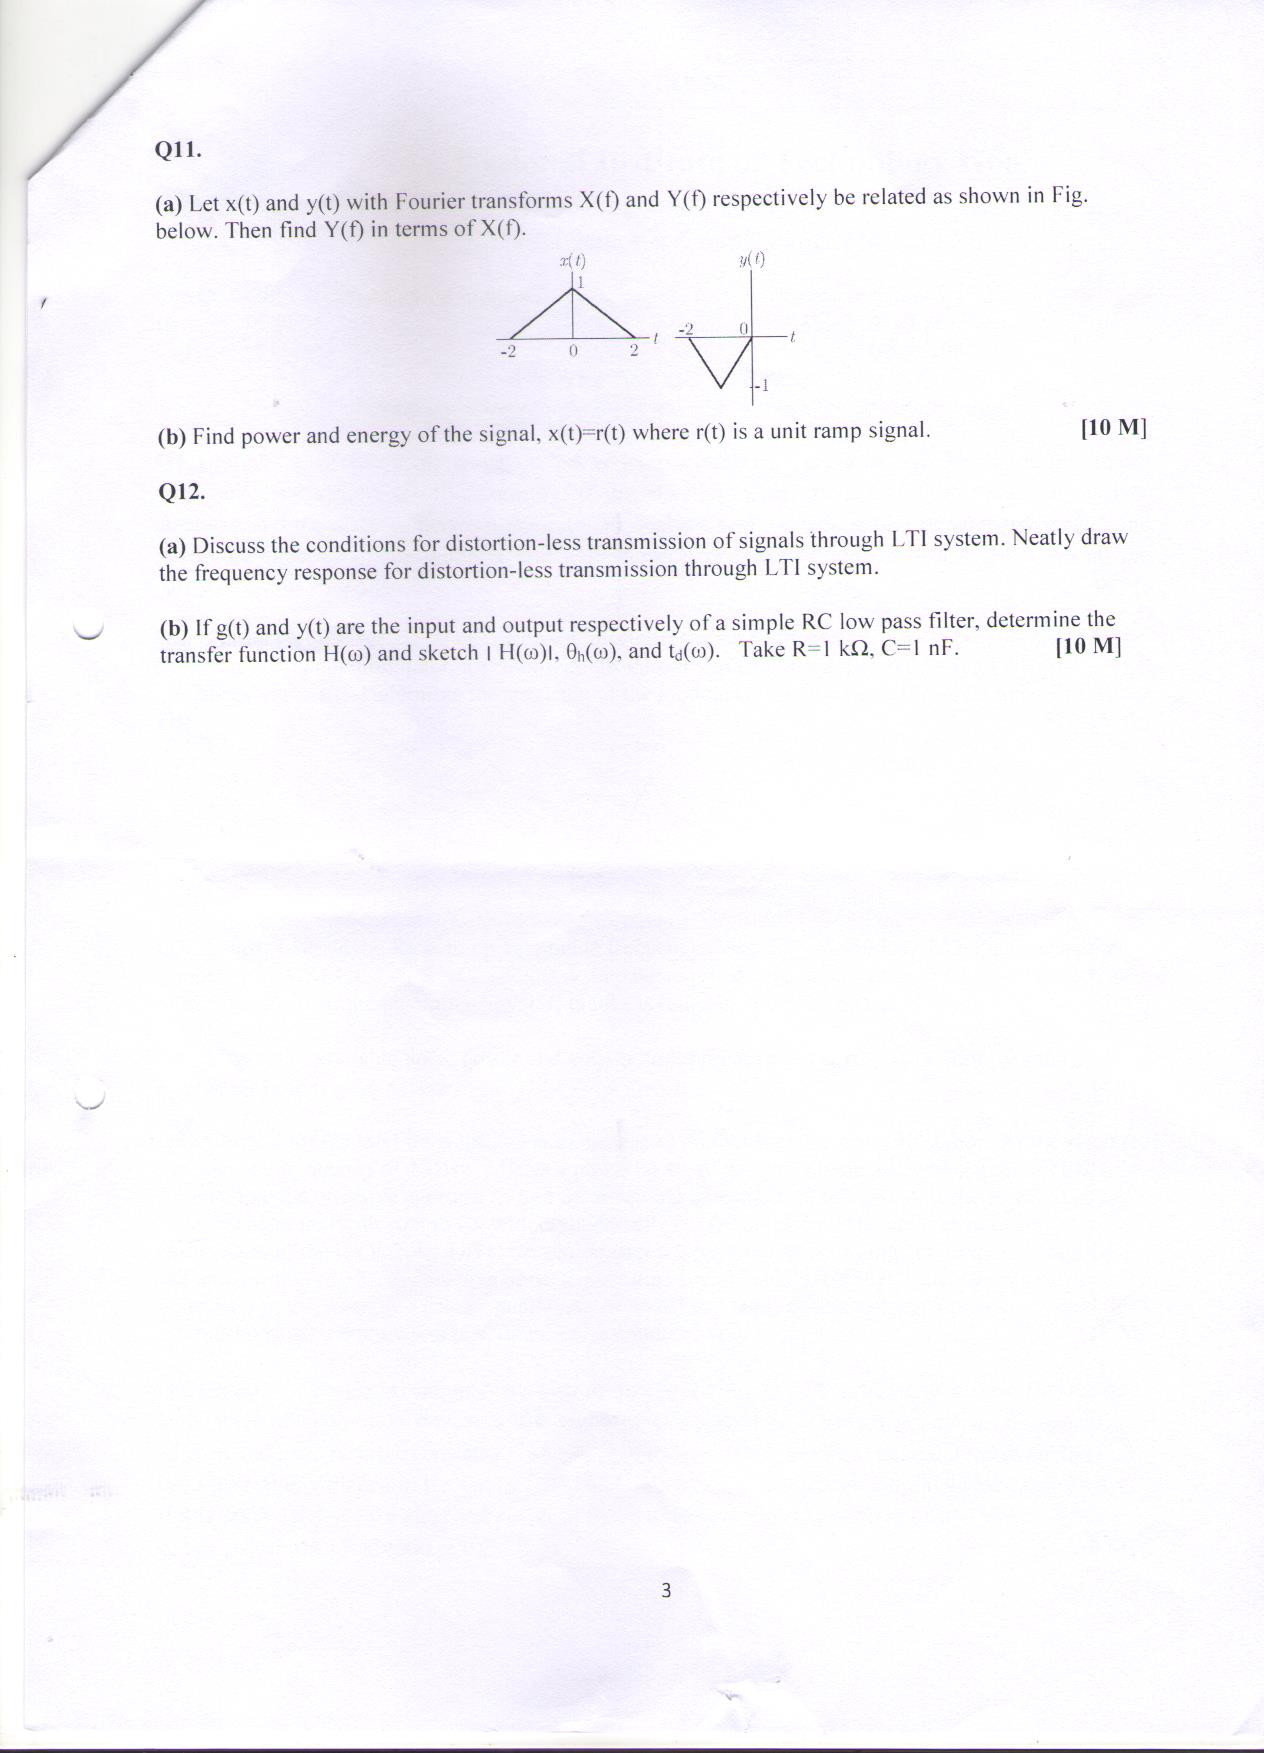 Q11.
(a) Let x(t) and y(t) with Fourier transforms X(f) and Y(f) respectively be related as shown in Fig.
below. Then find Y(f) in terms of X(f).
x(t) y(t)
1
-2 0 t
t
-2 0 2
-1
(b) Find power and energy of the signal, x(t)=r(t) where r(t) is a unit ramp signal. [10 M]
Q12.
(a) Discuss the conditions for distortion-less transmission of signals through LTI system. Neatly draw
the frequency response for distortion-less transmission through LTI system.
(b) If g(t) and y(t) are the input and output respectively of a simple RC low pass filter, determine the
transfer function H(ω) and sketch | H(ω)|, θh(ω), and td(ω). Take R=1 kΩ, C=1 nF. [10 M]
3